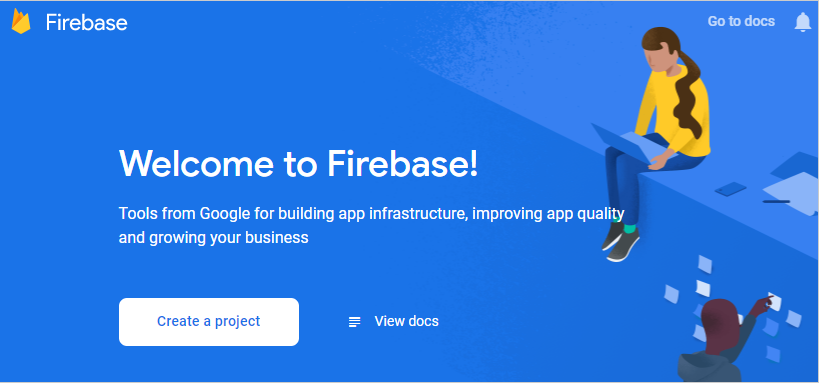 Firebase
Go to docs
Welcome to Firebase!
Tools from Google for building app infrastructure, improving app quality
and growing your business
Create a project
View docs